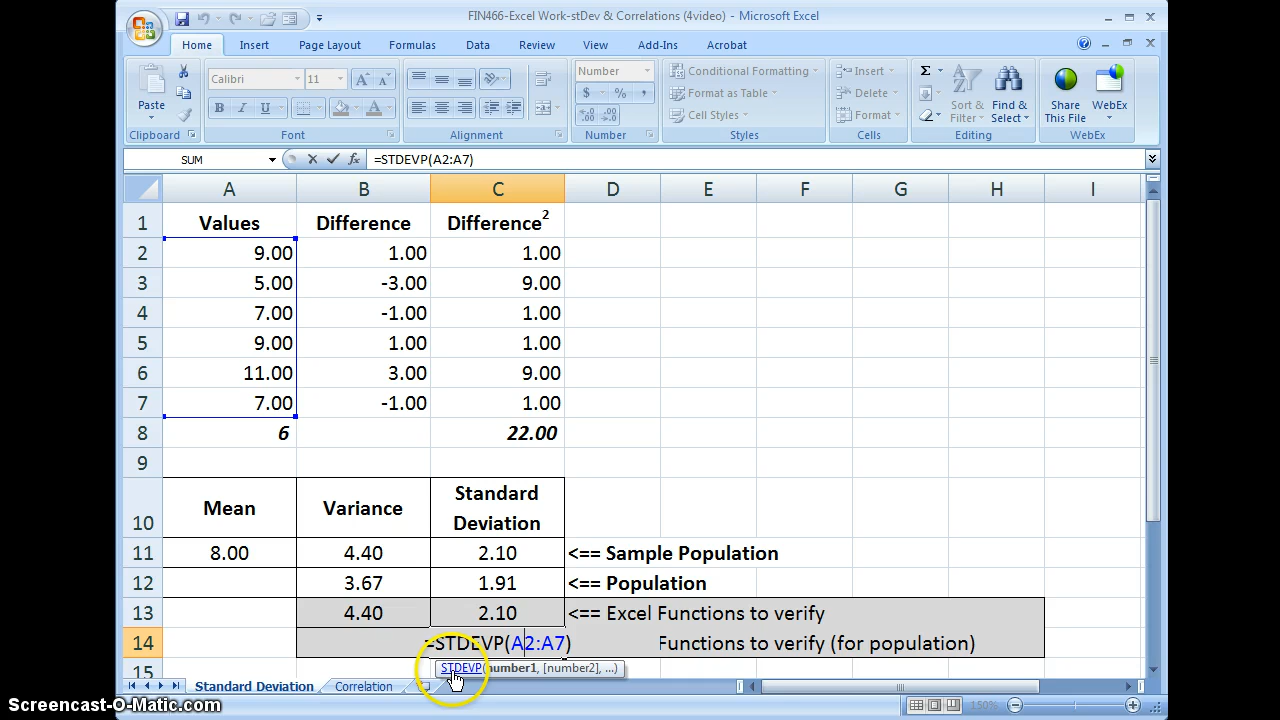 FIN466-Excel Work-stDev & Correlations (4video) - Microsoft Excel
Home Insert Page Layout Formulas Data Review View Add-Ins Acrobat
Paste
Calibri 11
B I U
Number
$ % ,
Conditional Formatting
Format as Table
Cell Styles
Insert
Delete
Format
Σ
Sort & Filter
Find & Select
Share This File
WebEx
Clipboard Font Alignment Number Styles Cells Editing WebEx
SUM fx =STDEVP(A2:A7)
A B C D E F G H I
1 Values Difference Difference2
2 9.00 1.00 1.00
3 5.00 -3.00 9.00
4 7.00 -1.00 1.00
5 9.00 1.00 1.00
6 11.00 3.00 9.00
7 7.00 -1.00 1.00
8 6 22.00
9
10 Mean Variance Standard Deviation
11 8.00 4.40 2.10 <== Sample Population
12 3.67 1.91 <== Population
13 4.40 2.10 <== Excel Functions to verify
14 =STDEVP(A2:A7) Functions to verify (for population)
15 STDEVP(number1, [number2], ...)
Standard Deviation Correlation
150%
Screencast-O-Matic.com